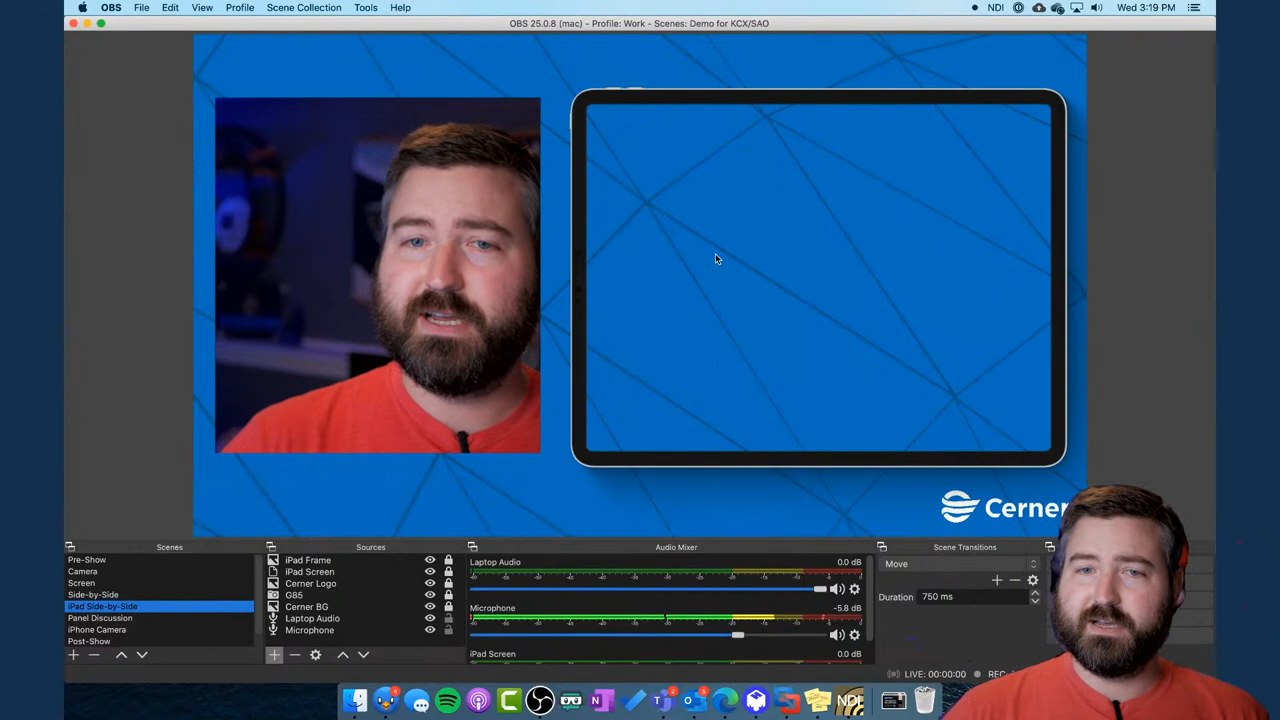 OBS File Edit View Profile Scene Collection Tools Help
NDI Wed 3:19 PM
OBS 25.0.8 (mac) - Profile: Work - Scenes: Demo for KCX/SAO
Cerner
Scenes
Pre-Show
Camera
Screen
Side-by-Side
iPad Side-by-Side
Panel Discussion
iPhone Camera
Post-Show
Sources
iPad Frame
iPad Screen
Cerner Logo
G85
Cerner BG
Laptop Audio
Microphone
Audio Mixer
Laptop Audio 0.0 dB
Microphone -5.8 dB
iPad Screen 0.0 dB
Scene Transitions
Move
Duration 750 ms
LIVE: 00:00:00 REC
NDI